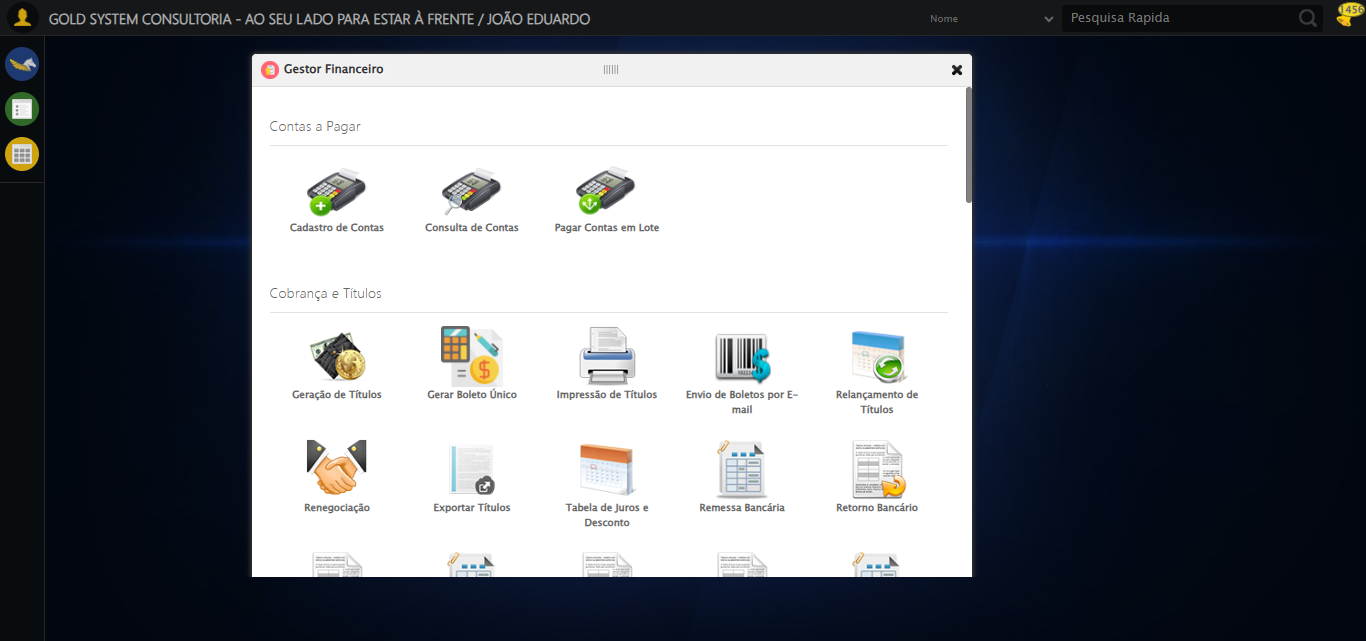 GOLD SYSTEM CONSULTORIA - AO SEU LADO PARA ESTAR À FRENTE / JOÃO EDUARDO
Nome
Pesquisa Rapida
1456
Gestor Financeiro
Contas a Pagar
Cadastro de Contas
Consulta de Contas
Pagar Contas em Lote
Cobrança e Títulos
Geração de Títulos
Gerar Boleto Único
Impressão de Títulos
Envio de Boletos por E-
mail
Relançamento de
Títulos
Renegociação
Exportar Títulos
Tabela de Juros e
Desconto
Remessa Bancária
Retorno Bancário